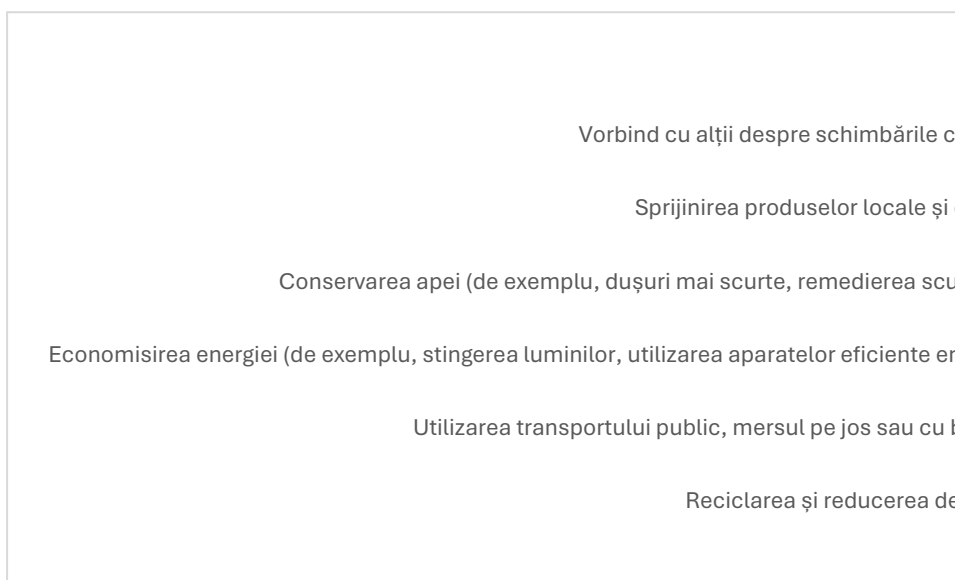 Vorbind cu alții despre schimbările
Sprijinirea produselor locale și
Conservarea apei (de exemplu, dușuri mai scurte, remedierea
Economisirea energiei (de exemplu, stingerea luminilor, utilizarea aparatelor eficiente
Utilizarea transportului public, mersul pe jos sau cu
Reciclarea și reducerea